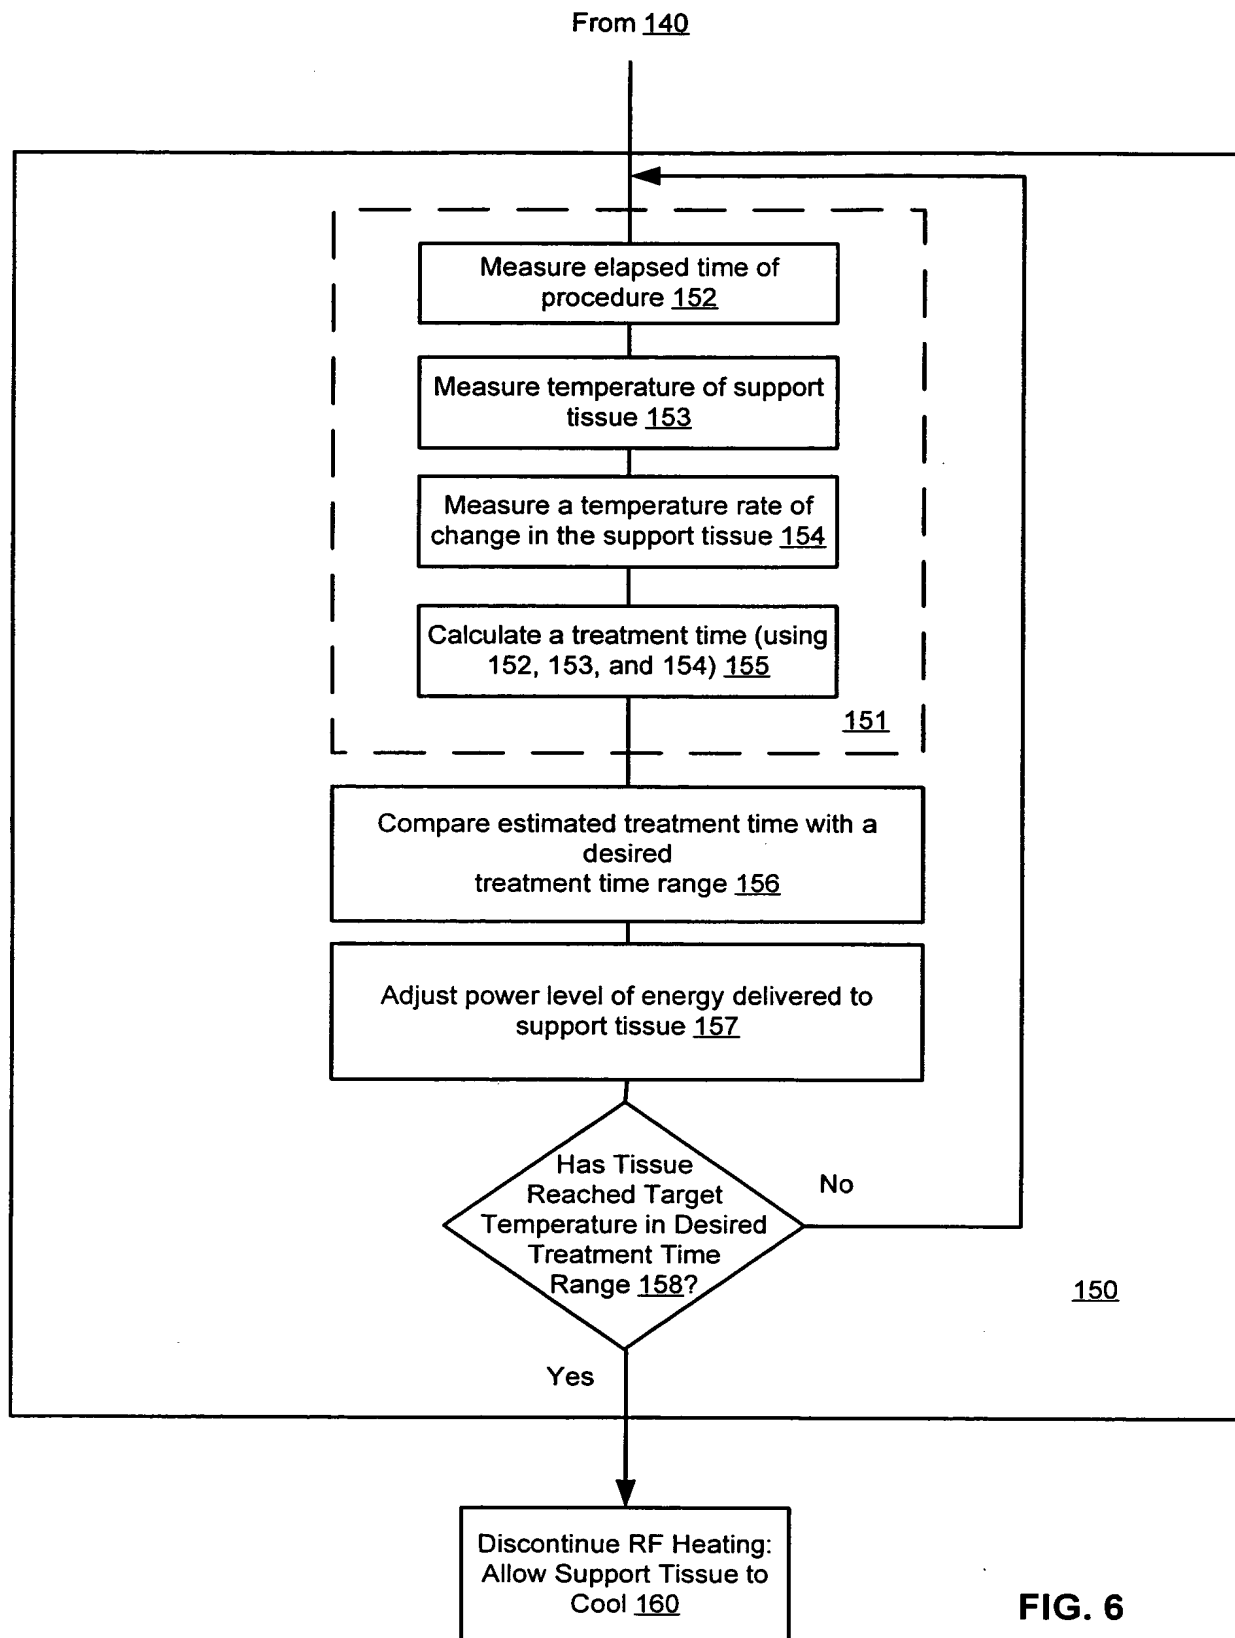 From 140
Measure elapsed time of
procedure 152
Measure temperature of support
tissue 153
Measure a temperature rate of
change in the support tissue 154
Calculate a treatment time (using
152, 153, and 154) 155
151
Compare estimated treatment time with a
desired
treatment time range 156
Adjust power level of energy delivered to
support tissue 157
Has Tissue
Reached Target
Temperature in Desired
Treatment Time
Range 158?
No
150
Yes
Discontinue RF Heating:
Allow Support Tissue to
Cool 160
FIG. 6